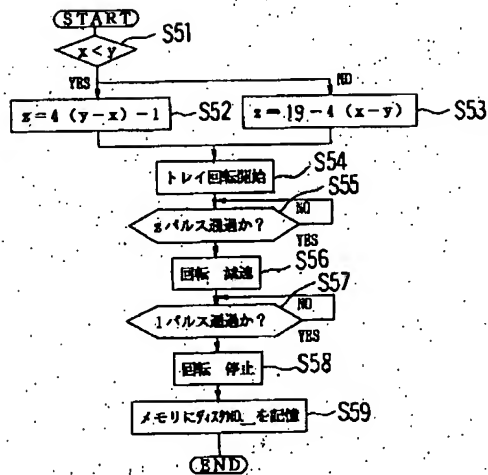 START
S51
x<y
YES
NO
z=4 (y-x) -1
S52
z=19-4 (x-y)
S53
S54
トレイ回転開始
S55
NO
zパルス通過か?
YES
S56
回転 減速
S57
NO
1パルス通過か?
YES
回転 停止
S58
メモリにディスクNO_を記憶
S59
END